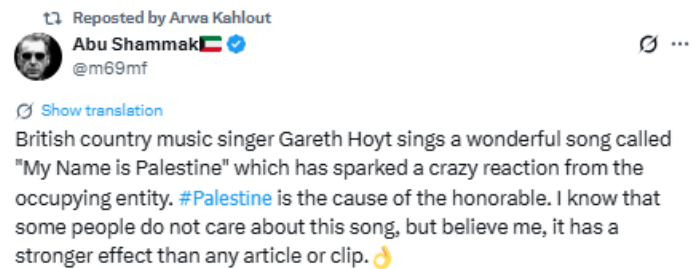 Reposted by Arwa Kahlout
Abu Shammak🇰🇼
@m69mf
Show translation
British country music singer Gareth Hoyt sings a wonderful song called
"My Name is Palestine" which has sparked a crazy reaction from the
occupying entity. #Palestine is the cause of the honorable. I know that
some people do not care about this song, but believe me, it has a
stronger effect than any article or clip.👌